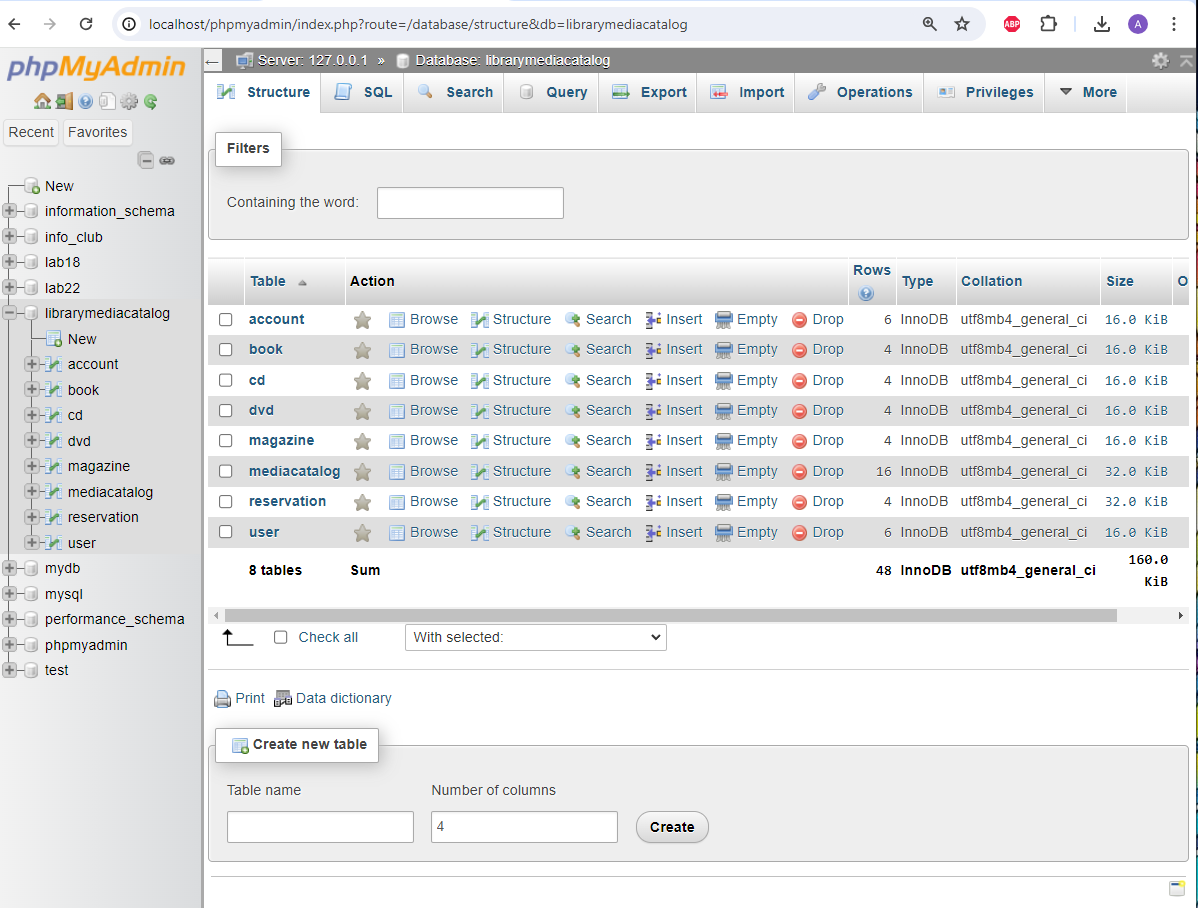 localhost/phpmyadmin/index.php?route=/database/structure&db=librarymediacatalog
ABP
A
phpMyAdmin
Recent Favorites
New
information_schema
info_club
lab18
lab22
librarymediacatalog
New
account
book
cd
dvd
magazine
mediacatalog
reservation
user
mydb
mysql
performance_schema
phpmyadmin
test
Server: 127.0.0.1 » Database: librarymediacatalog
Structure SQL Search Query Export Import Operations Privileges More
Filters
Containing the word:
Table Action Rows Type Collation Size O
account Browse Structure Search Insert Empty Drop 6 InnoDB utf8mb4_general_ci 16.0 KiB
book Browse Structure Search Insert Empty Drop 4 InnoDB utf8mb4_general_ci 16.0 KiB
cd Browse Structure Search Insert Empty Drop 4 InnoDB utf8mb4_general_ci 16.0 KiB
dvd Browse Structure Search Insert Empty Drop 4 InnoDB utf8mb4_general_ci 16.0 KiB
magazine Browse Structure Search Insert Empty Drop 4 InnoDB utf8mb4_general_ci 16.0 KiB
mediacatalog Browse Structure Search Insert Empty Drop 16 InnoDB utf8mb4_general_ci 32.0 KiB
reservation Browse Structure Search Insert Empty Drop 4 InnoDB utf8mb4_general_ci 32.0 KiB
user Browse Structure Search Insert Empty Drop 6 InnoDB utf8mb4_general_ci 16.0 KiB
8 tables Sum 48 InnoDB utf8mb4_general_ci 160.0
KiB
Check all With selected:
Print Data dictionary
Create new table
Table name Number of columns
4 Create